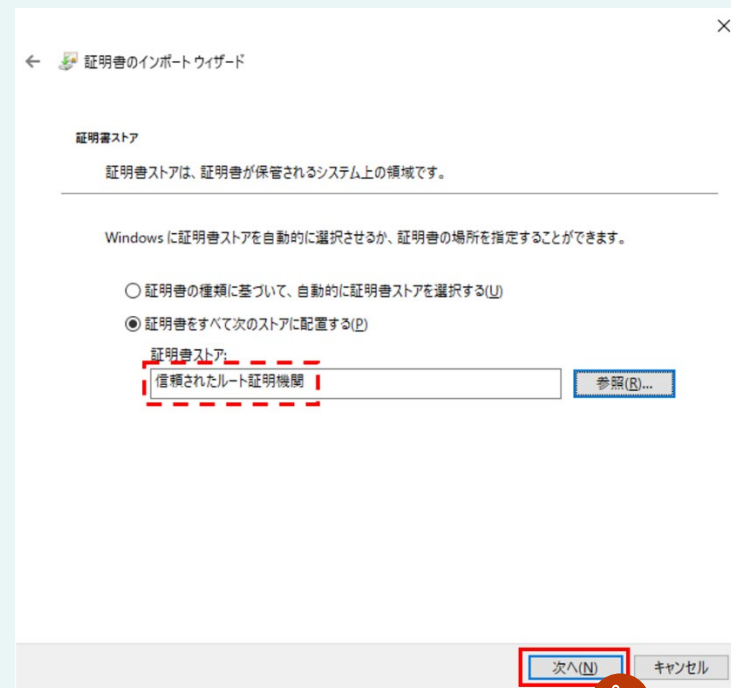 証明書のインポート ウィザード
証明書ストア
証明書ストアは、証明書が保管されるシステム上の領域です。
Windows に証明書ストアを自動的に選択させるか、証明書の場所を指定することができます。
証明書の種類に基づいて、自動的に証明書ストアを選択する(U)
証明書をすべて次のストアに配置する(P)
証明書ストア:
信頼されたルート証明機関
参照(R)...
次へ(N)
キャンセル